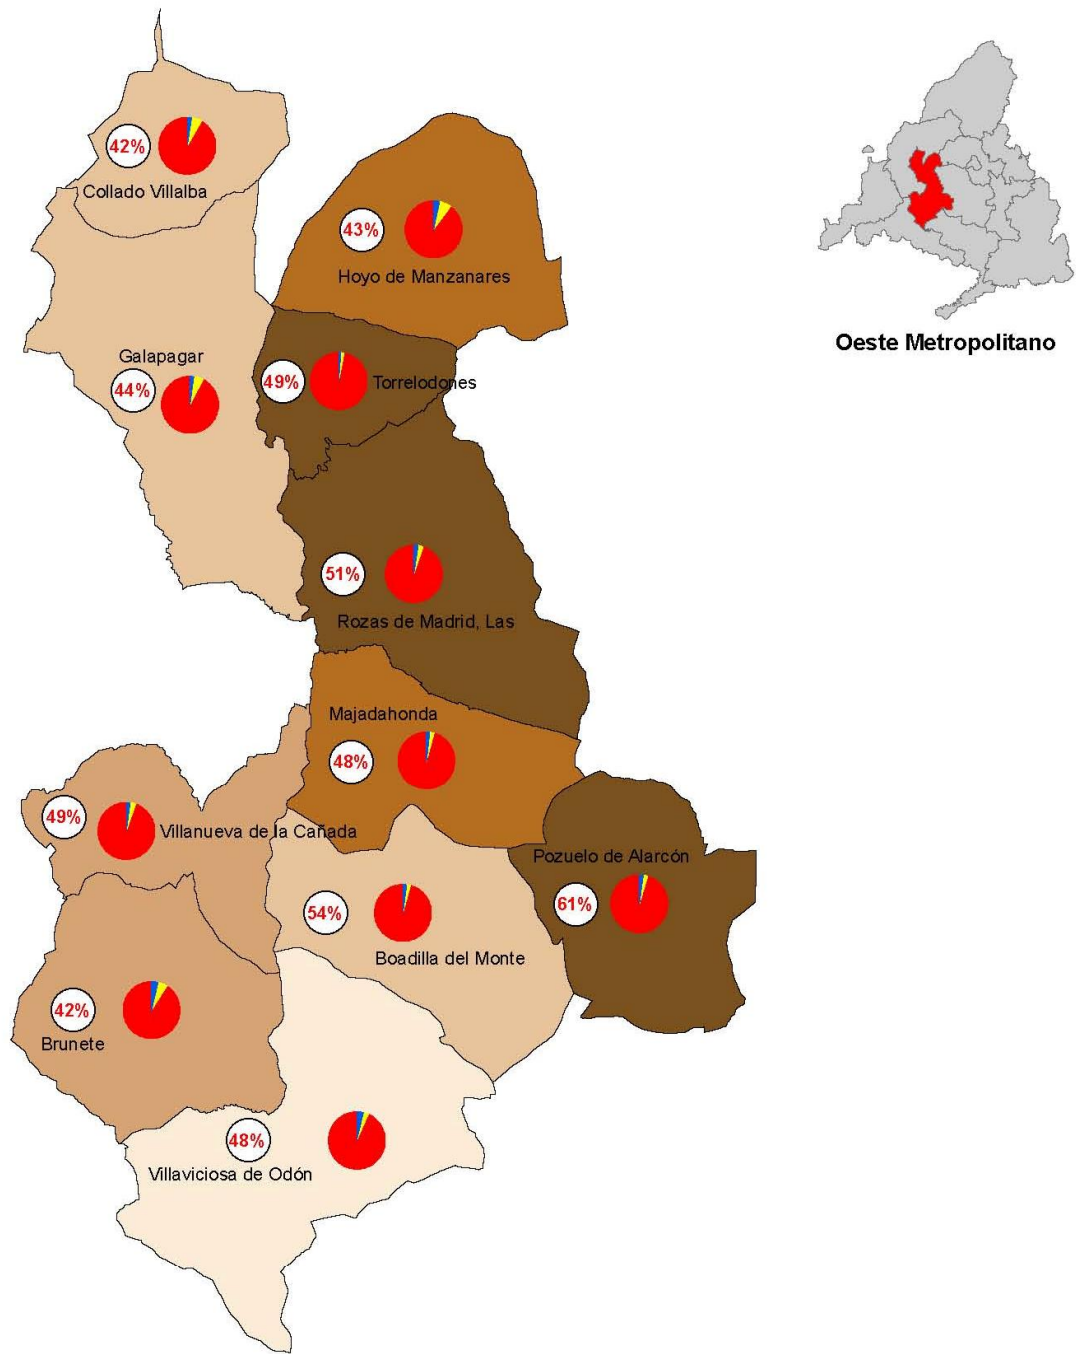 42%
Collado Villalba
43%
Hoyo de Manzanares
Oeste Metropolitano
Galapagar
44%
49%
Torrelodones
51%
Rozas de Madrid, Las
Majadahonda
48%
49%
Villanueva de la Cañada
Pozuelo de Alarcón
61%
54%
Boadilla del Monte
42%
Brunete
48%
Villaviciosa de Odón